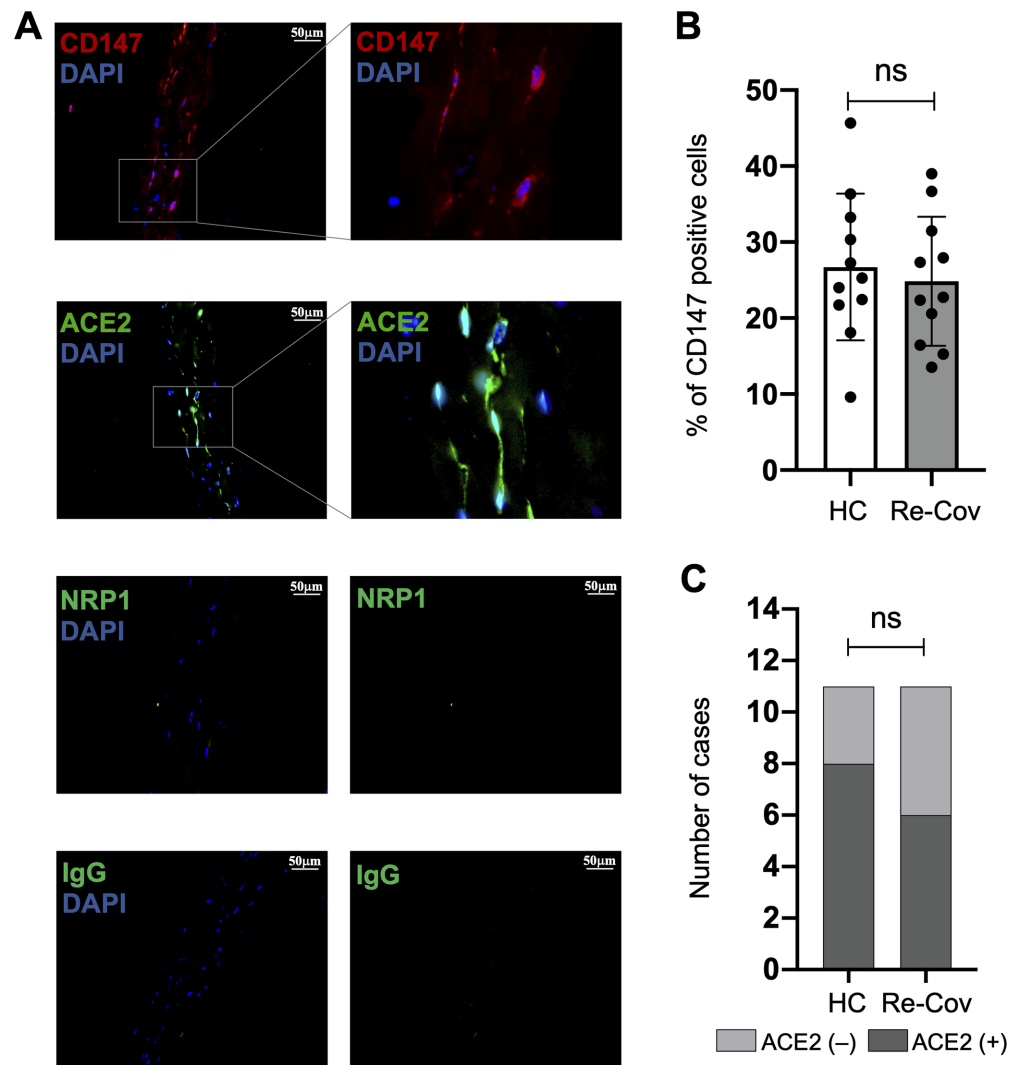 A
CD147
DAPI
50μm
CD147
DAPI
ACE2
DAPI
50μm
ACE2
DAPI
NRP1
DAPI
50μm
NRP1
50μm
IgG
DAPI
50μm
IgG
50μm
B
ns
50
40
30
20
10
0
% of CD147 positive cells
HC
Re-Cov
C
ns
14
12
10
8
6
4
2
0
Number of cases
HC
Re-Cov
ACE2 (–)
ACE2 (+)